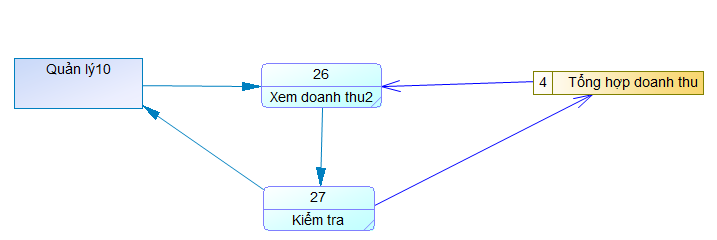 Quản lý10
26
Xem doanh thu2
4 Tổng hợp doanh thu
27
Kiểm tra